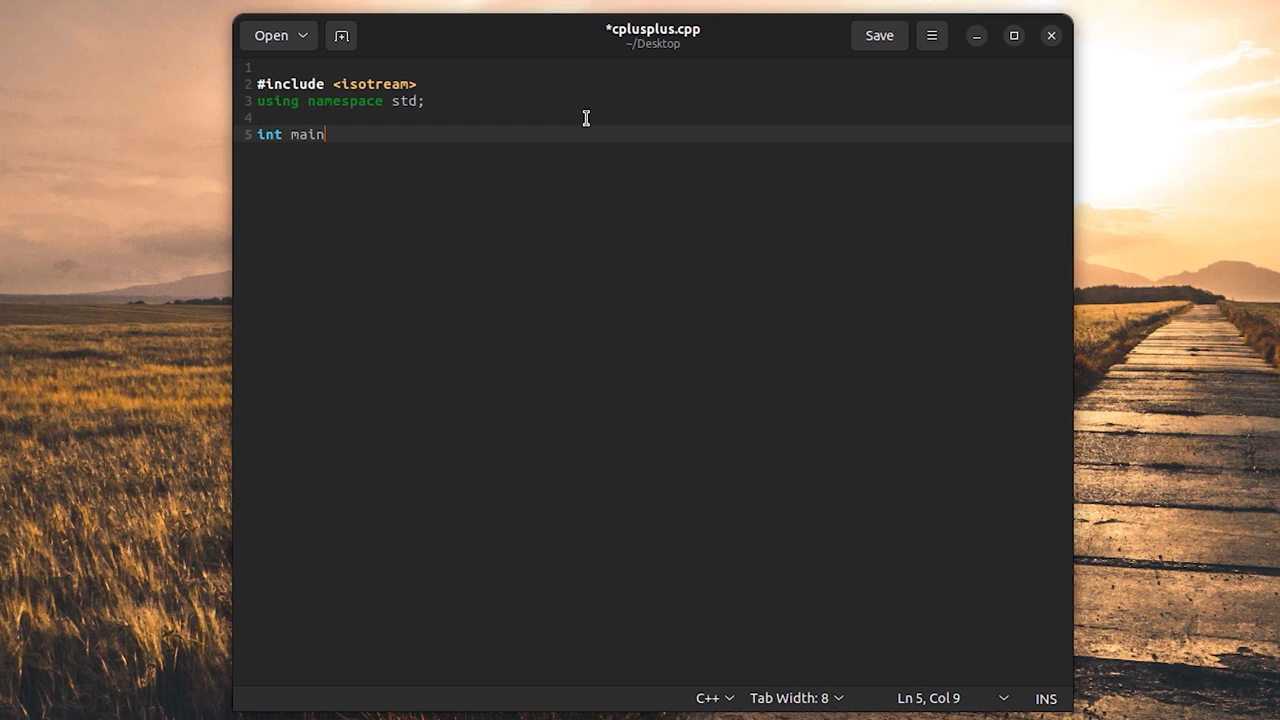 Open
*cplusplus.cpp
~/Desktop
Save
1
2 #include <isotream>
3 using namespace std;
4
5 int main
C++
Tab Width: 8
Ln 5, Col 9
INS